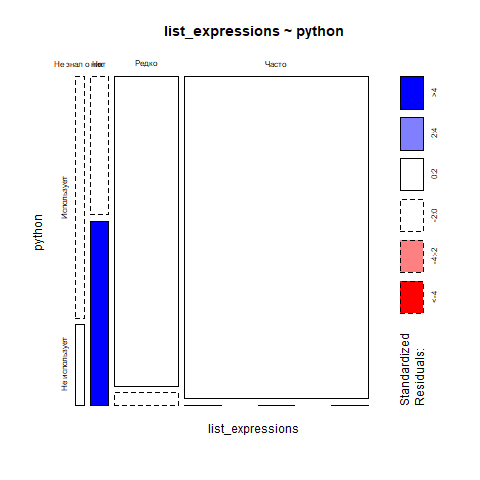 list_expressions ~ python
Не знал о них
Нет
Редко
Часто
Использует
Не использует
python
list_expressions
Standardized
Residuals:
<-4
-4:-2
-2:0
0:2
2:4
>4